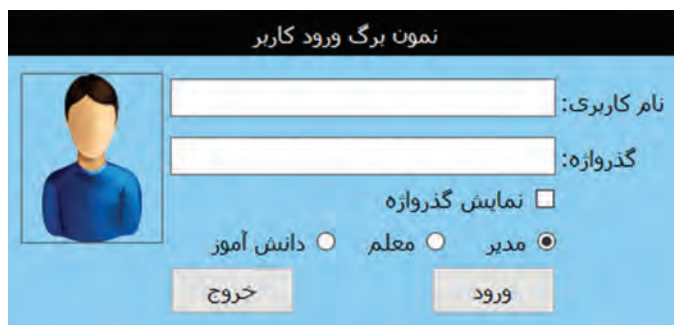 نمون برگ ورود کاربر
نام کاربری:
گذرواژه:
نمایش گذرواژه
مدیر معلم دانش آموز
ورود خروج